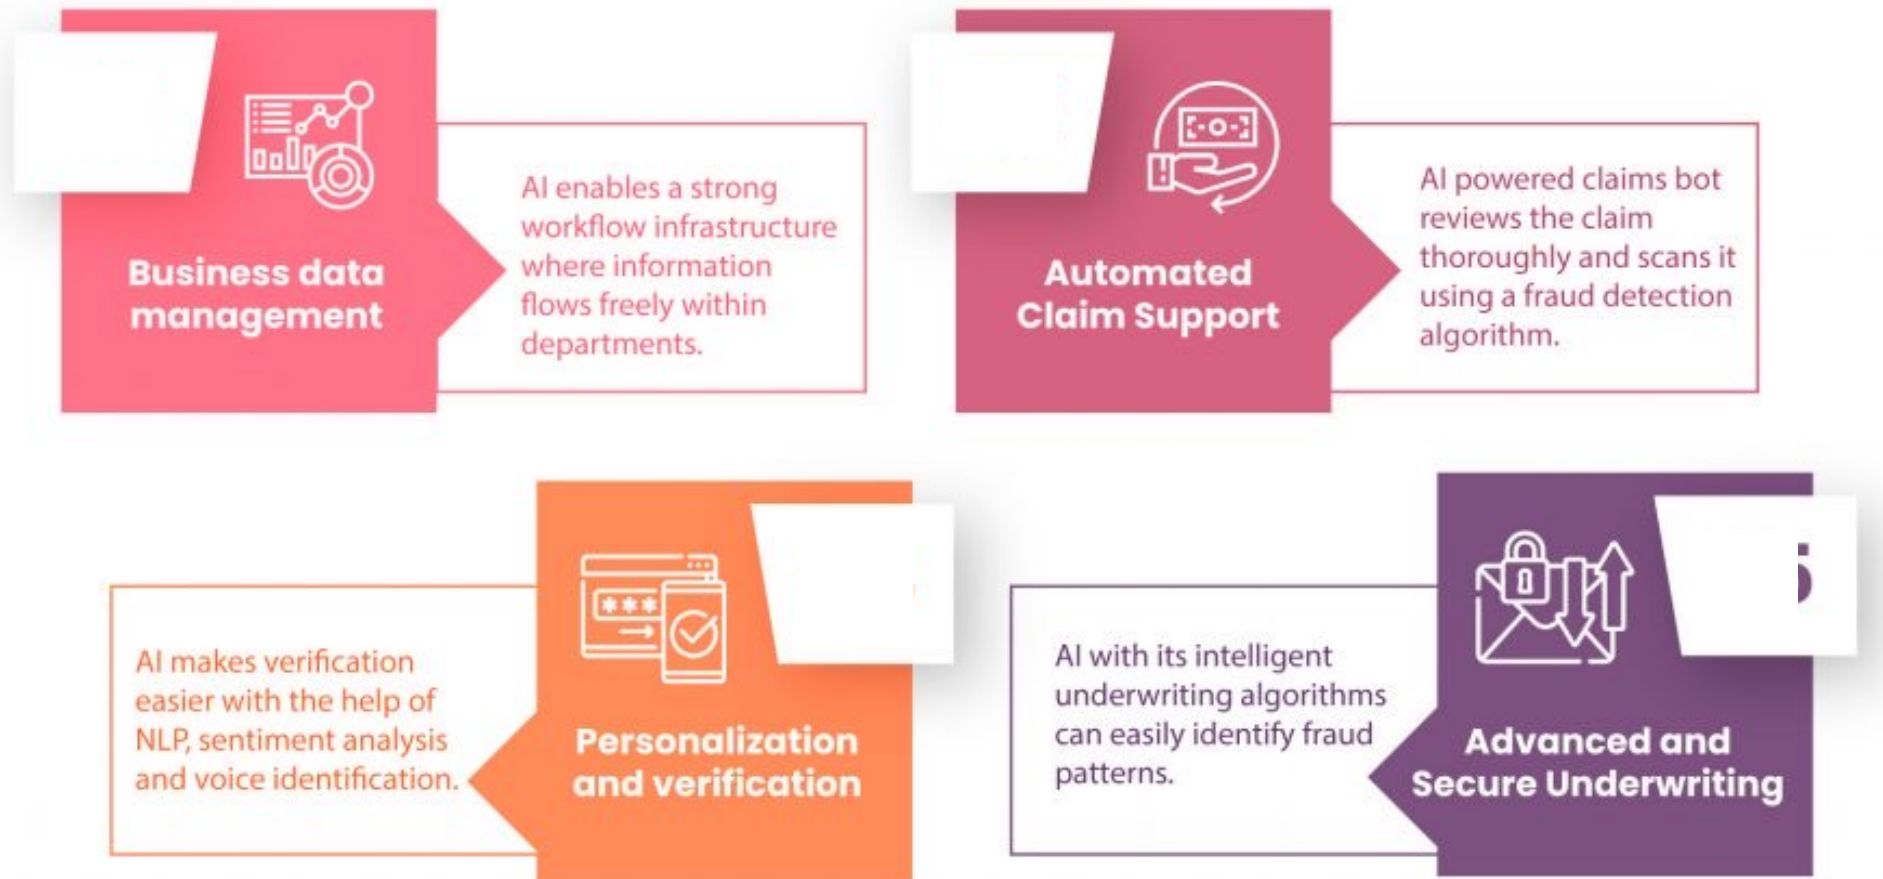 Business data
management
AI enables a strong
workflow infrastructure
where information
flows freely within
departments.
Automated
Claim Support
AI powered claims bot
reviews the claim
thoroughly and scans it
using a fraud detection
algorithm.
AI makes verification
easier with the help of
NLP, sentiment analysis
and voice identification.
***
Personalization
and verification
AI with its intelligent
underwriting algorithms
can easily identify fraud
patterns.
Advanced and
Secure Underwriting